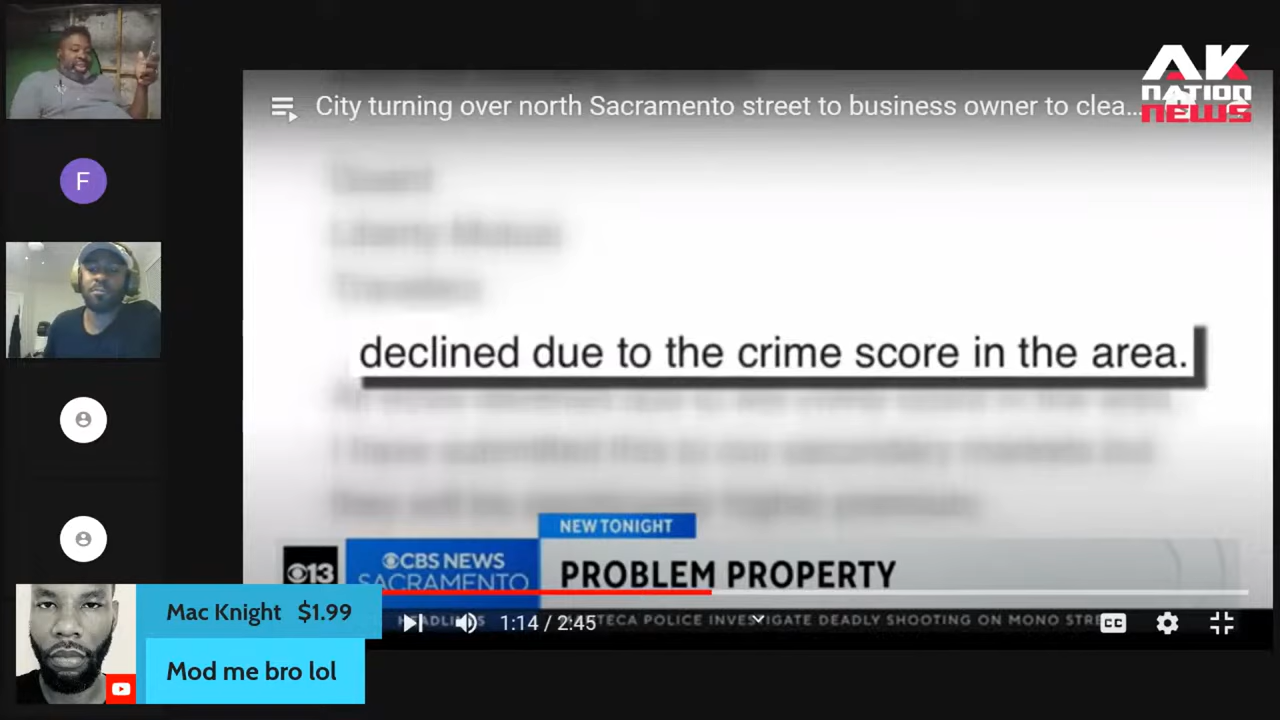 AK
NATION
NEWS
City turning over north Sacramento street to business owner to clea...
F
declined due to the crime score in the area.
NEW TONIGHT
13
CBS NEWS
SACRAMENTO
PROBLEM PROPERTY
Mac Knight $1.99
1:14 / 2:45
TECA POLICE INVESTIGATE DEADLY SHOOTING ON MONO STRE
CC
Mod me bro lol